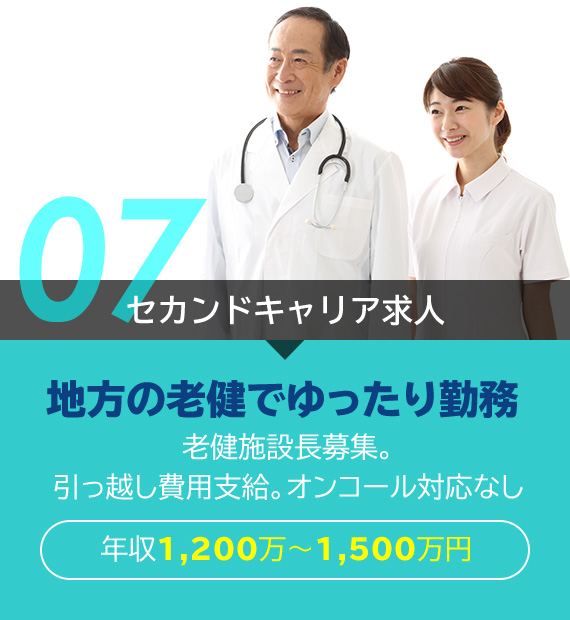 07
セカンドキャリア求人
地方の老健でゆったり勤務
老健施設長募集。
引っ越し費用支給。オンコール対応なし
年収1,200万～1,500万円